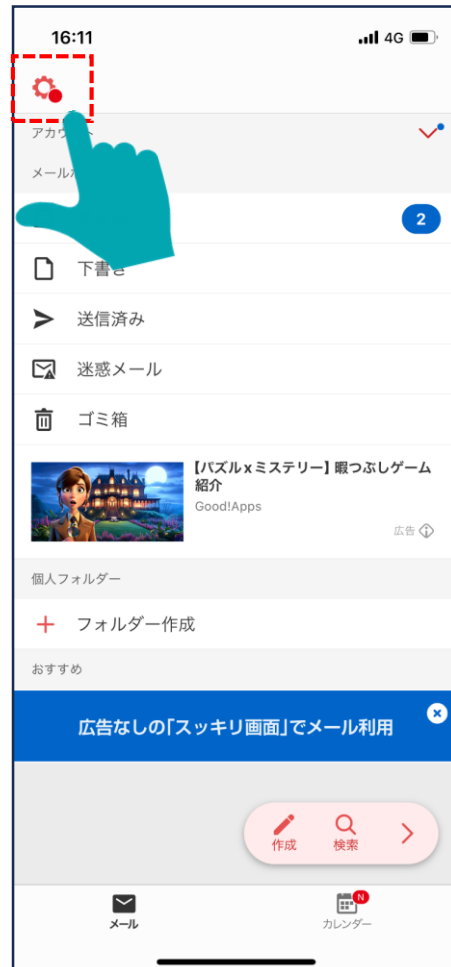 16:11
4G
アカウント
2
下書き
送信済み
迷惑メール
ゴミ箱
【パズルxミステリー】暇つぶしゲーム
紹介
Good!Apps
広告
個人フォルダー
フォルダー作成
おすすめ
広告なしの「スッキリ画面」でメール利用
作成
検索
メール
N
カレンダー